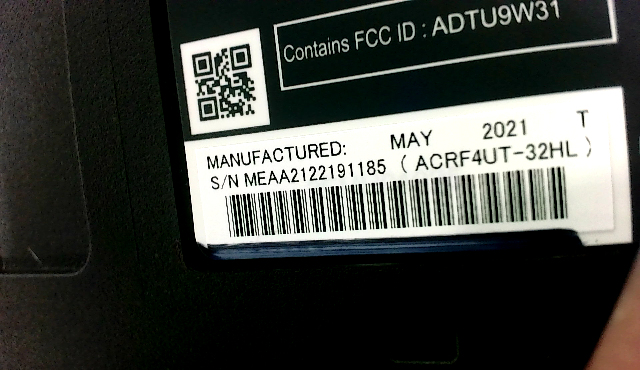 Contains FCC ID : ADTU9W31
MANUFACTURED: MAY 2021 T
S/N MEAA2122191185 ( ACRF4UT-32HL )